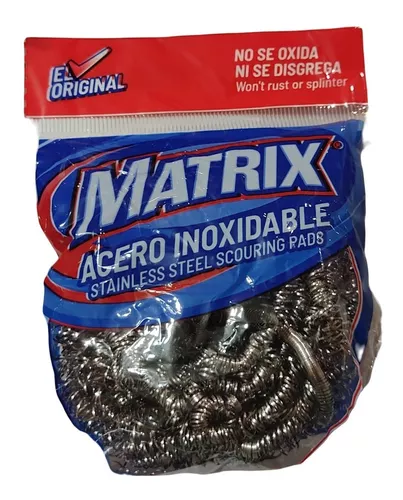 ¡EL
ORIGINAL
NO SE OXIDA
NI SE DISGREGA
Won't rust or splinter
MATRIX®
ACERO INOXIDABLE
STAINLESS STEEL SCOURING PADS